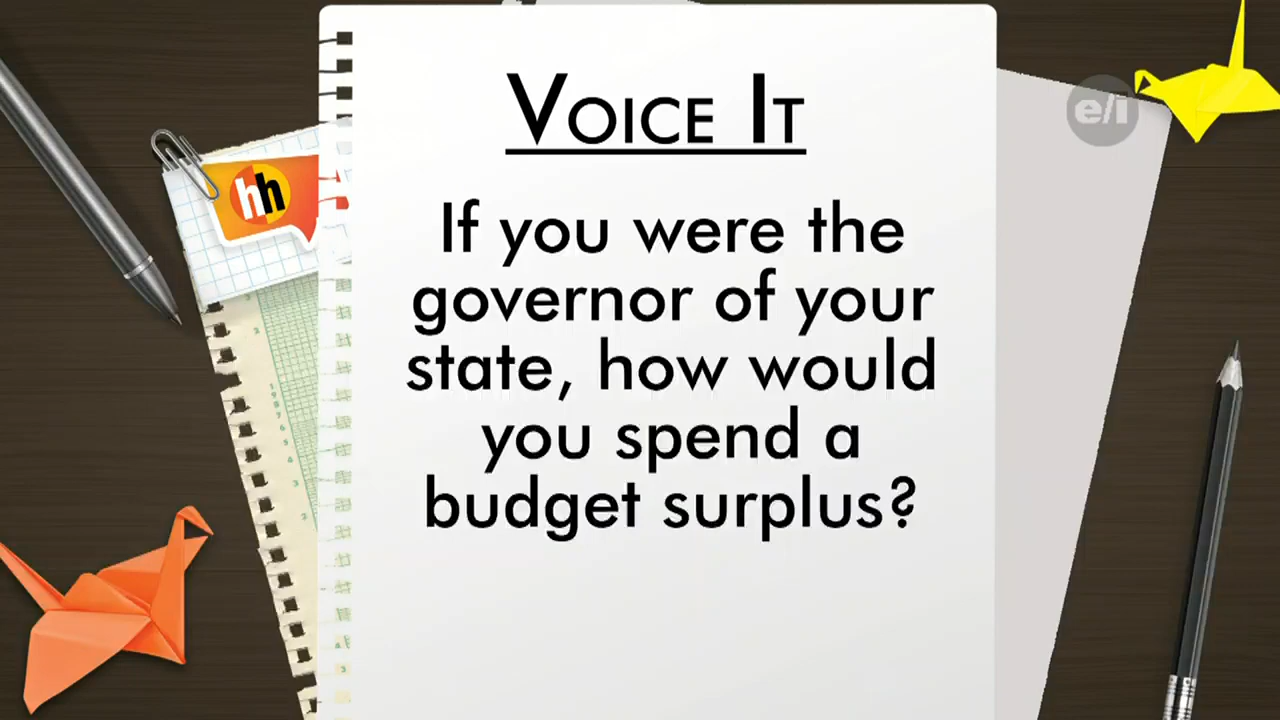 VOICE IT
e/i
hh
If you were the
governor of your
state, how would
you spend a
budget surplus?